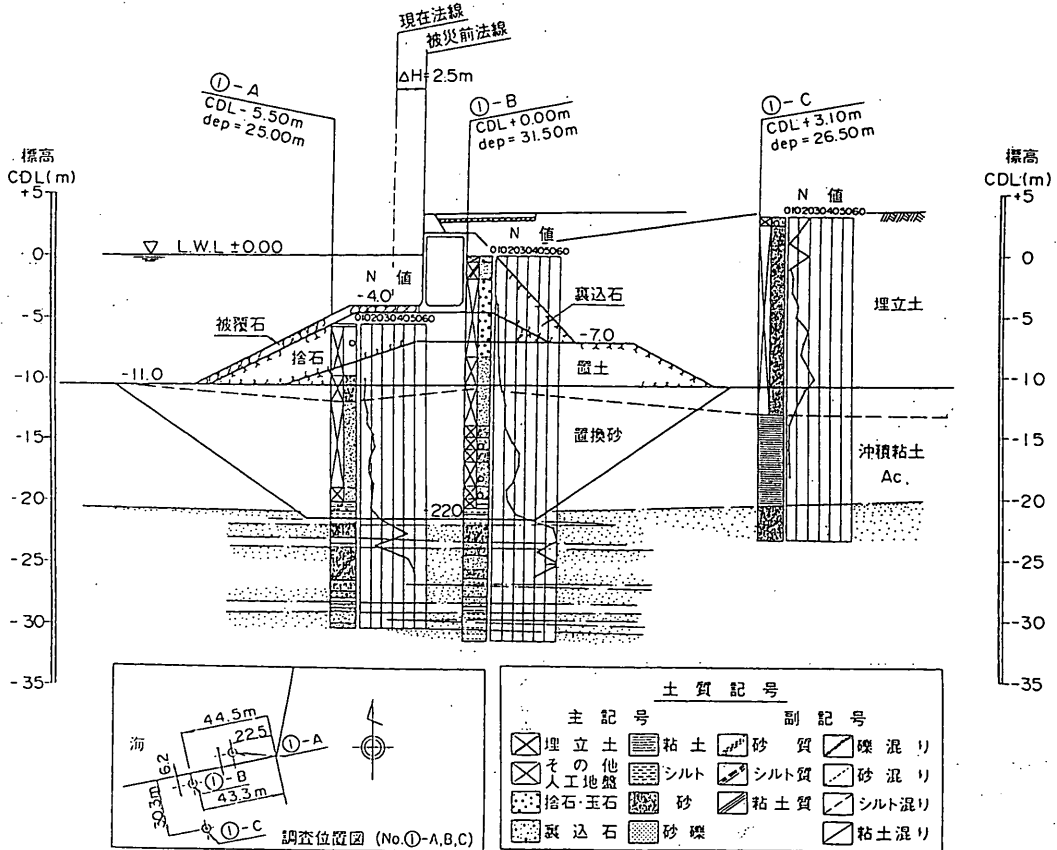 現在法線
被災前法線
ΔH=2.5m
①-A
CDL-5.50m
dep=25.00m
①-B
CDL+0.00m
dep=31.50m
①-C
CDL+3.10m
dep=26.50m
標高
CDL(m)
標高
CDL(m)
+5
0
-5
-10
-15
-20
-25
-30
-35
+5
0
-5
-10
-15
-20
-25
-30
-35
L.W.L ±0.00
N 値
0102030405060
N 値
0102030405060
N 値
0102030405060
-4.0
被覆石
捨石
裏込石
-7.0
置土
-11.0
置換砂
-220
埋立土
沖積粘土
Ac
海
44.5m
22.5
①-A
6.2
①-B
43.3m
30.3m
①-C
調査位置図 (No.①-A,B,C)
土質記号
主記号
副記号
埋立土
粘土
砂質
礫混り
その他
人工地盤
シルト
シルト質
砂混り
捨石・玉石
砂
粘土質
シルト混り
裏込石
砂礫
粘土混り